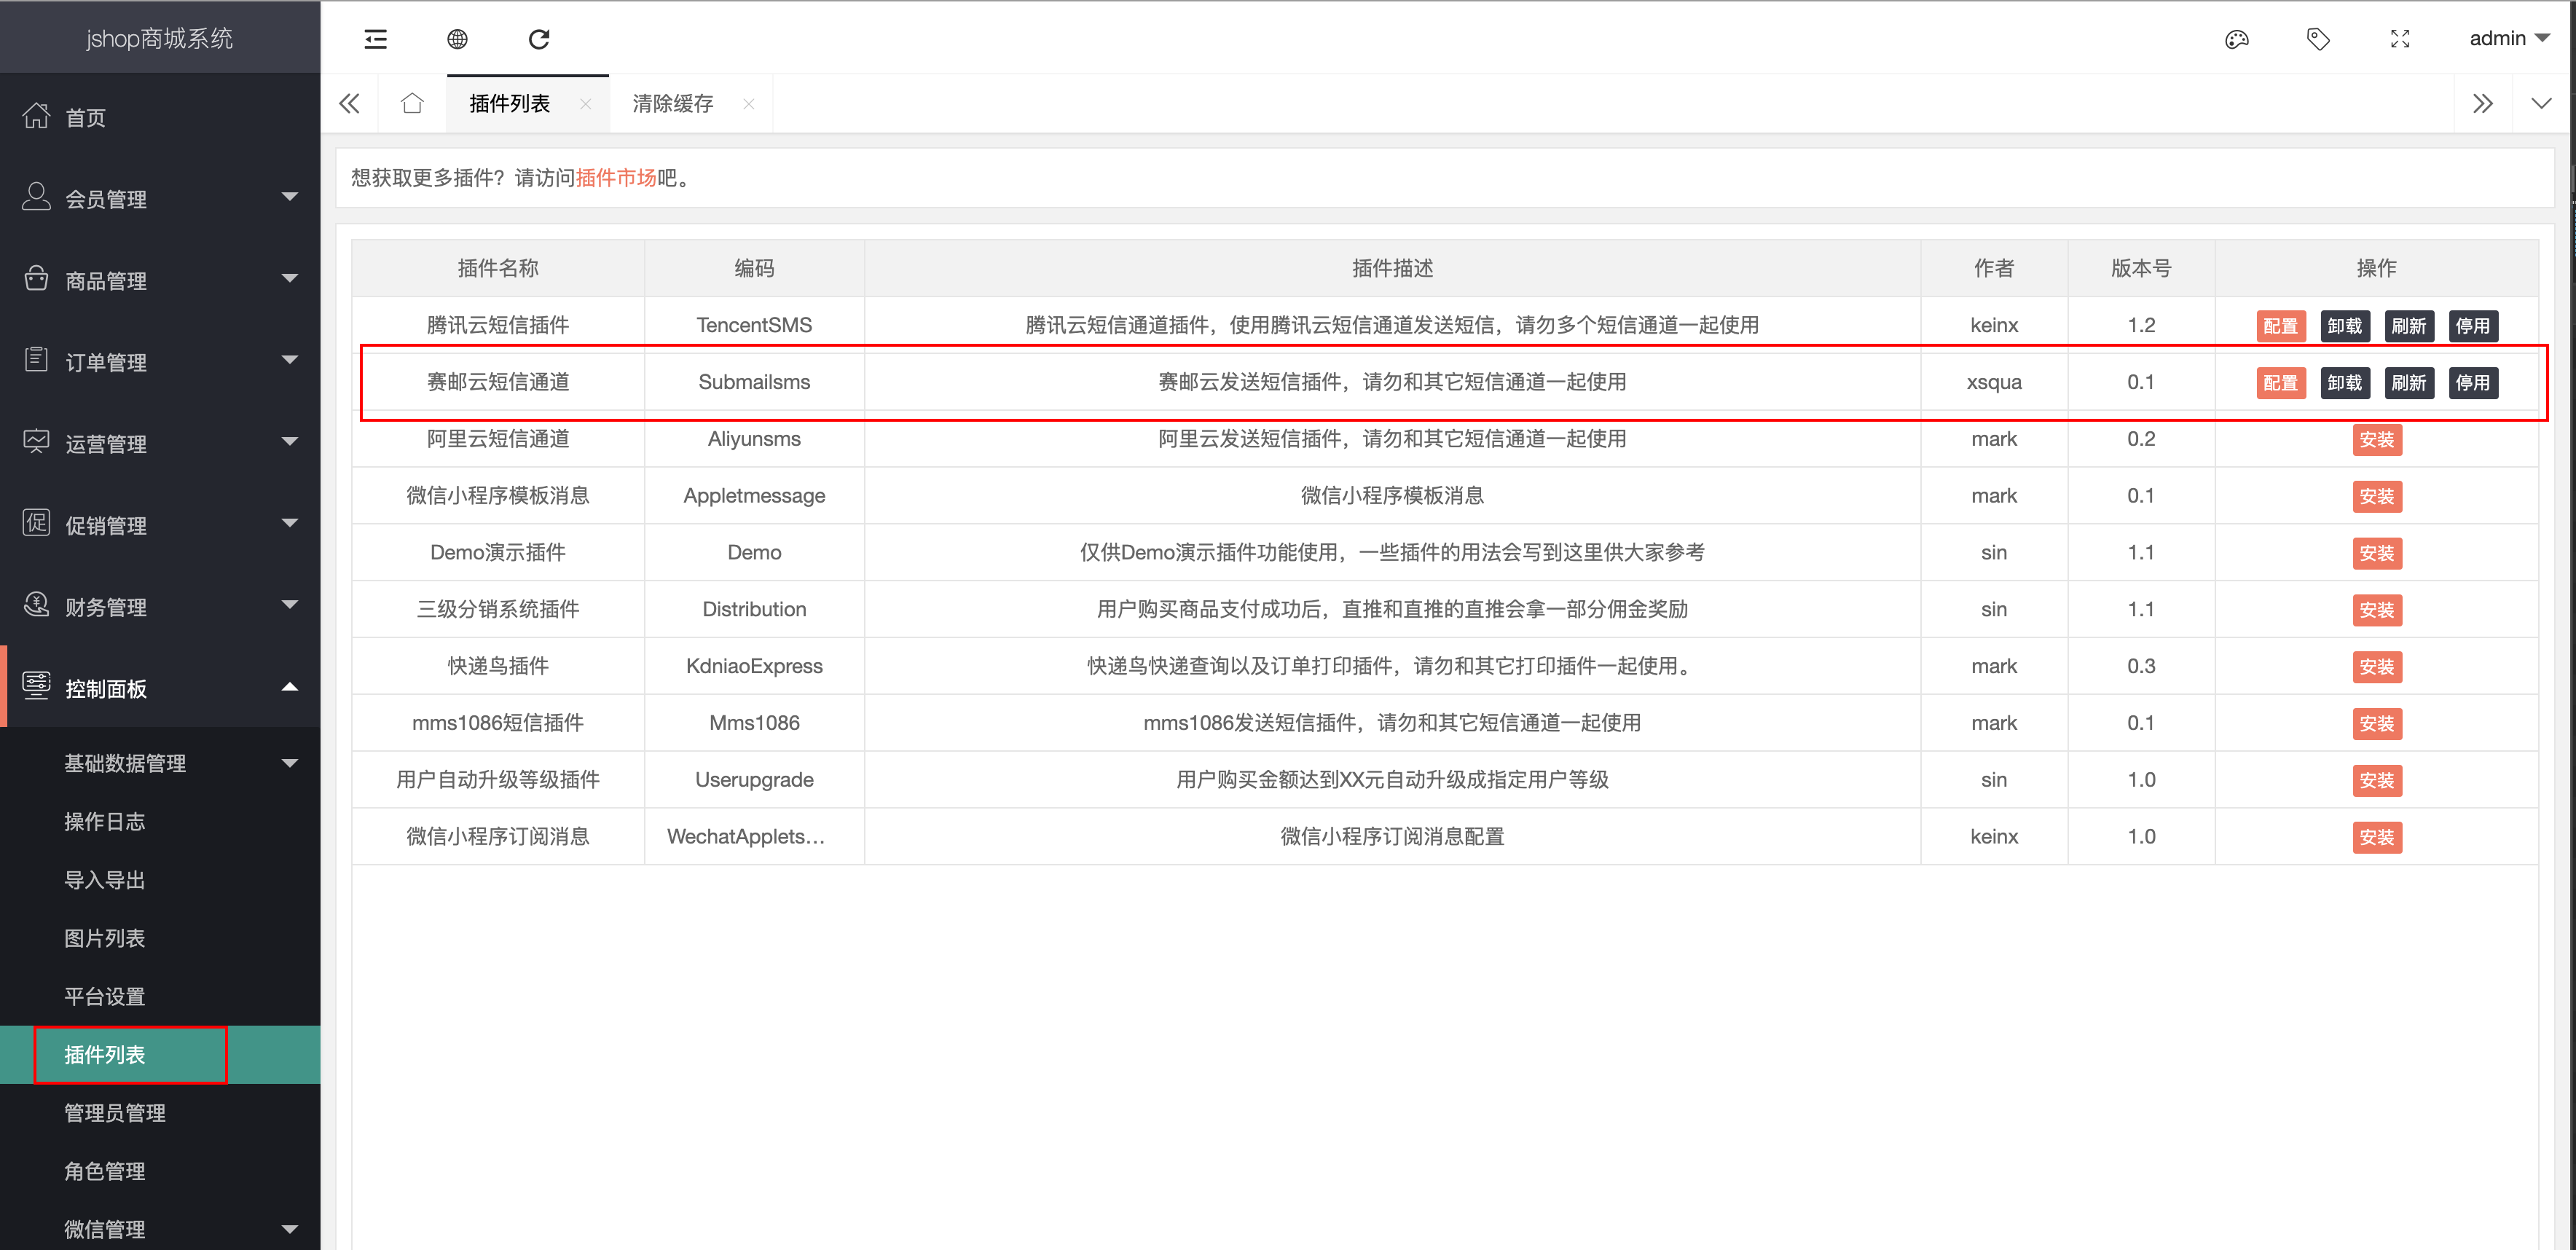 jshop商城系统
admin
首页
会员管理
商品管理
订单管理
运营管理
促
促销管理
财务管理
控制面板
基础数据管理
操作日志
导入导出
图片列表
平台设置
插件列表
管理员管理
角色管理
微信管理
插件列表 清除缓存
想获取更多插件？请访问插件市场吧。
插件名称 编码 插件描述 作者 版本号 操作
腾讯云短信插件 TencentSMS 腾讯云短信通道插件，使用腾讯云短信通道发送短信，请勿多个短信通道一起使用 keinx 1.2 配置 卸载 刷新 停用
赛邮云短信通道 Submailsms 赛邮云发送短信插件，请勿和其它短信通道一起使用 xsqua 0.1 配置 卸载 刷新 停用
阿里云短信通道 Aliyunsms 阿里云发送短信插件，请勿和其它短信通道一起使用 mark 0.2 安装
微信小程序模板消息 Appletmessage 微信小程序模板消息 mark 0.1 安装
Demo演示插件 Demo 仅供Demo演示插件功能使用，一些插件的用法会写到这里供大家参考 sin 1.1 安装
三级分销系统插件 Distribution 用户购买商品支付成功后，直推和直推的直推会拿一部分佣金奖励 sin 1.1 安装
快递鸟插件 KdniaoExpress 快递鸟快递查询以及订单打印插件，请勿和其它打印插件一起使用。 mark 0.3 安装
mms1086短信插件 Mms1086 mms1086发送短信插件，请勿和其它短信通道一起使用 mark 0.1 安装
用户自动升级等级插件 Userupgrade 用户购买金额达到XX元自动升级成指定用户等级 sin 1.0 安装
微信小程序订阅消息 WechatApplets... 微信小程序订阅消息配置 keinx 1.0 安装